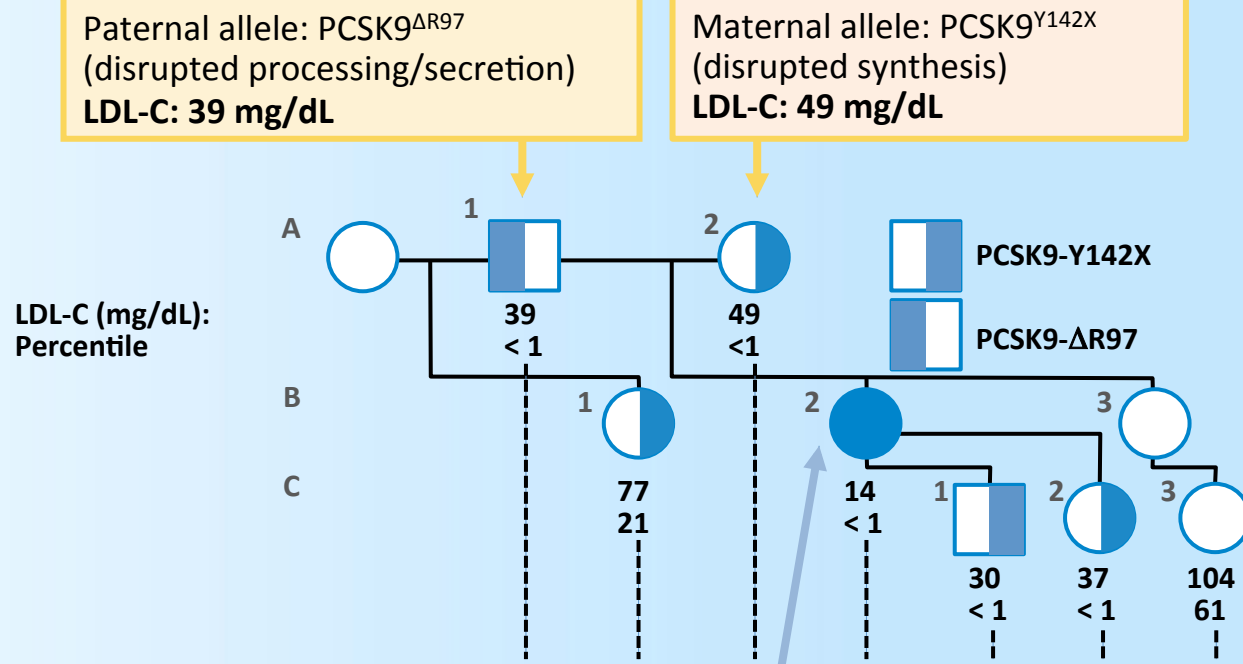 Paternal allele: PCSK9ΔR97
(disrupted processing/secretion)
LDL-C: 39 mg/dL
Maternal allele: PCSK9Y142X
(disrupted synthesis)
LDL-C: 49 mg/dL
A
1
2
PCSK9-Y142X
PCSK9-ΔR97
LDL-C (mg/dL):
Percentile
39
< 1
49
<1
B
1
2
3
C
77
21
14
< 1
1
2
3
30
< 1
37
< 1
104
61